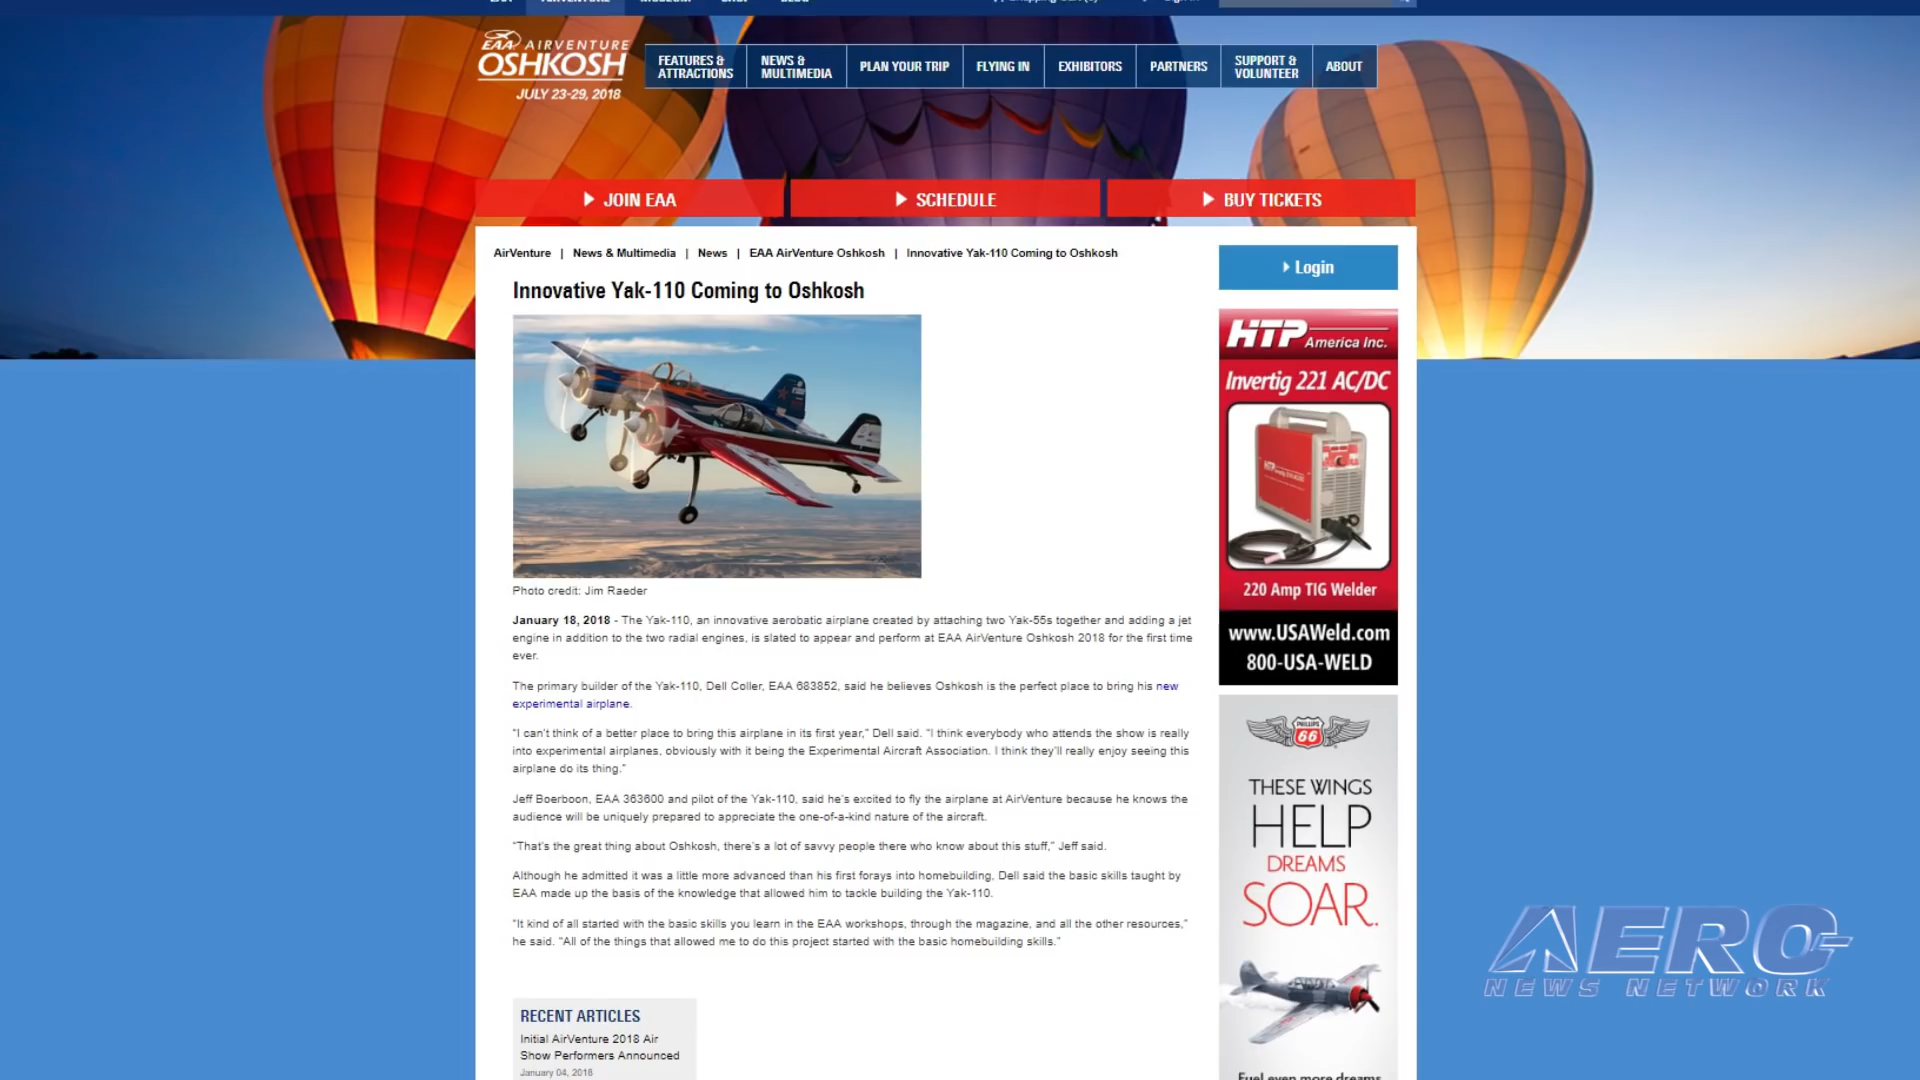 EAA AIRVENTURE
OSHKOSH
JULY 23-29, 2018
FEATURES &
ATTRACTIONS
NEWS &
MULTIMEDIA
PLAN YOUR TRIP
FLYING IN
EXHIBITORS
PARTNERS
SUPPORT &
VOLUNTEER
ABOUT
JOIN EAA
SCHEDULE
BUY TICKETS
AirVenture | News & Multimedia | News | EAA AirVenture Oshkosh | Innovative Yak-110 Coming to Oshkosh
Login
Innovative Yak-110 Coming to Oshkosh
Photo credit: Jim Raeder
January 18, 2018 - The Yak-110, an innovative aerobatic airplane created by attaching two Yak-55s together and adding a jet
engine in addition to the two radial engines, is slated to appear and perform at EAA AirVenture Oshkosh 2018 for the first time
ever.
The primary builder of the Yak-110, Dell Coller, EAA 683852, said he believes Oshkosh is the perfect place to bring his new
experimental airplane.
"I can't think of a better place to bring this airplane in its first year," Dell said. "I think everybody who attends the show is really
into experimental airplanes, obviously with it being the Experimental Aircraft Association. I think they'll really enjoy seeing this
airplane do its thing."
Jeff Boerboon, EAA 363600 and pilot of the Yak-110, said he's excited to fly the airplane at AirVenture because he knows the
audience will be uniquely prepared to appreciate the one-of-a-kind nature of the aircraft.
"That's the great thing about Oshkosh, there's a lot of savvy people there who know about this stuff," Jeff said.
Although he admitted it was a little more advanced than his first forays into homebuilding, Dell said the basic skills taught by
EAA made up the basis of the knowledge that allowed him to tackle building the Yak-110.
"It kind of all started with the basic skills you learn in the EAA workshops, through the magazine, and all the other resources,"
he said. "All of the things that allowed me to do this project started with the basic homebuilding skills."
RECENT ARTICLES
Initial AirVenture 2018 Air
Show Performers Announced
January 04, 2018
HTP
America Inc.
Invertig 221 AC/DC
HTP
220 Amp TIG Welder
www.USAWeld.com
800-USA-WELD
PHILLIPS
66
THESE WINGS
HELP
DREAMS
SOAR.
Fuel even more dreams
AERO
NEWS NETWORK